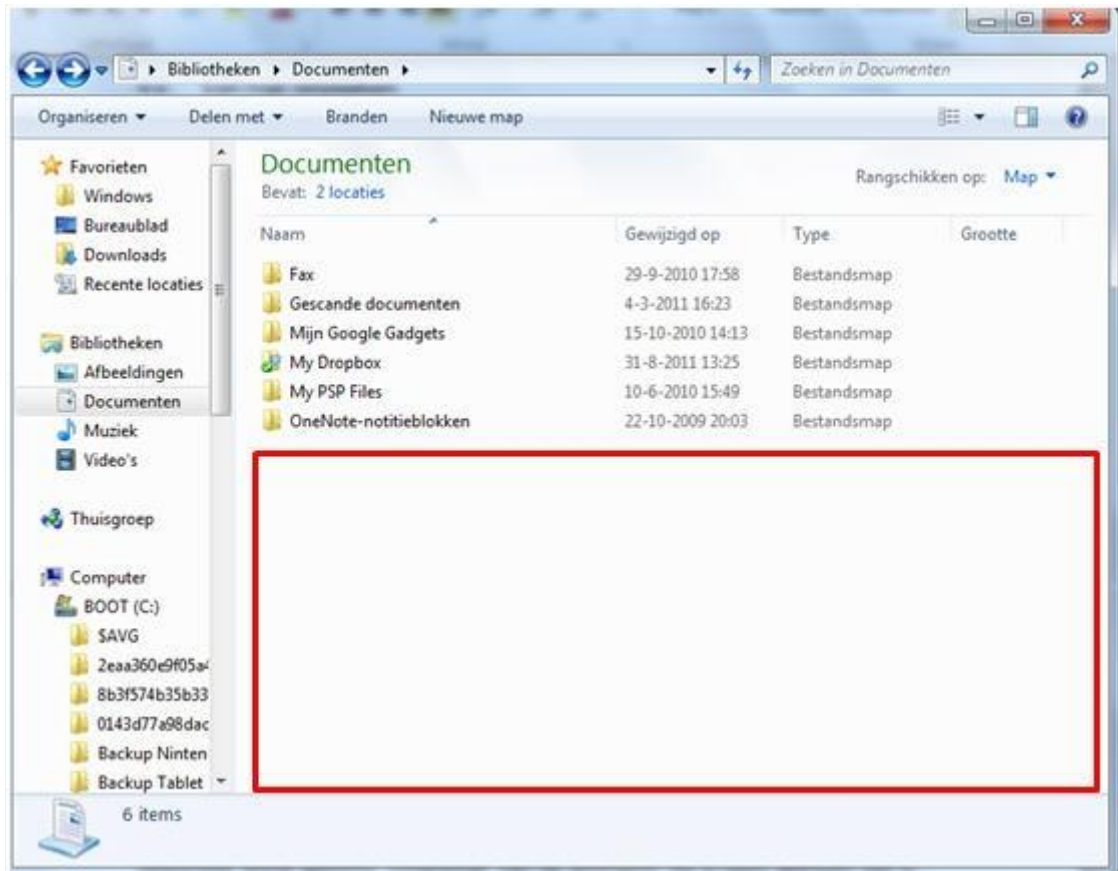 Bibliotheken ▸ Documenten ▸ Zoeken in Documenten
Organiseren Delen met Branden Nieuwe map
Favorieten
Windows
Bureaublad
Downloads
Recente locaties
Bibliotheken
Afbeeldingen
Documenten
Muziek
Video's
Thuisgroep
Computer
BOOT (C:)
$AVG
2eaa360e9f05a4
8b3f574b35b33
0143d77a98dac
Backup Ninten
Backup Tablet
Documenten
Bevat: 2 locaties
Rangschikken op: Map
Naam Gewijzigd op Type Grootte
Fax 29-9-2010 17:58 Bestandsmap
Gescande documenten 4-3-2011 16:23 Bestandsmap
Mijn Google Gadgets 15-10-2010 14:13 Bestandsmap
My Dropbox 31-8-2011 13:25 Bestandsmap
My PSP Files 10-6-2010 15:49 Bestandsmap
OneNote-notitieblokken 22-10-2009 20:03 Bestandsmap
6 items